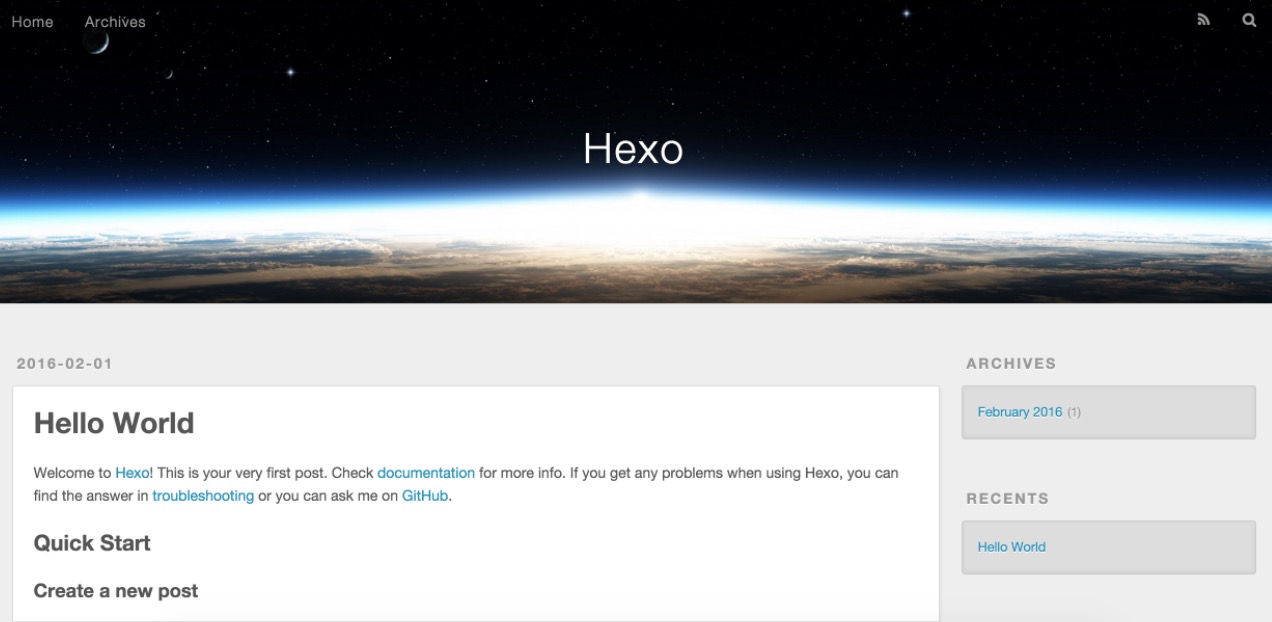 Home Archives
Hexo
2016-02-01
Hello World
Welcome to Hexo! This is your very first post. Check documentation for more info. If you get any problems when using Hexo, you can
find the answer in troubleshooting or you can ask me on GitHub.
Quick Start
Create a new post
ARCHIVES
February 2016 (1)
RECENTS
Hello World